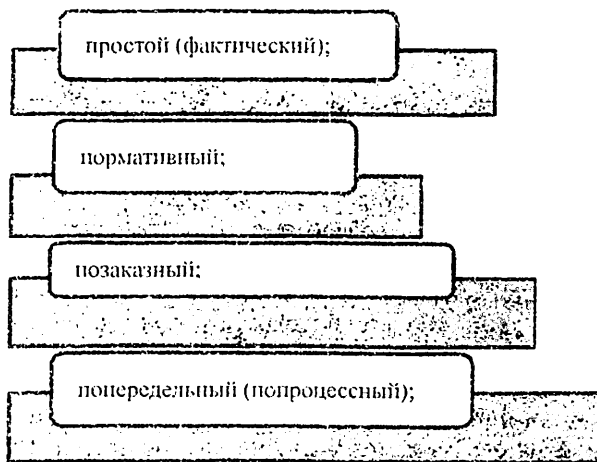 простой (фактический);
нормативный;
позаказный;
попередельный (попроцессный);